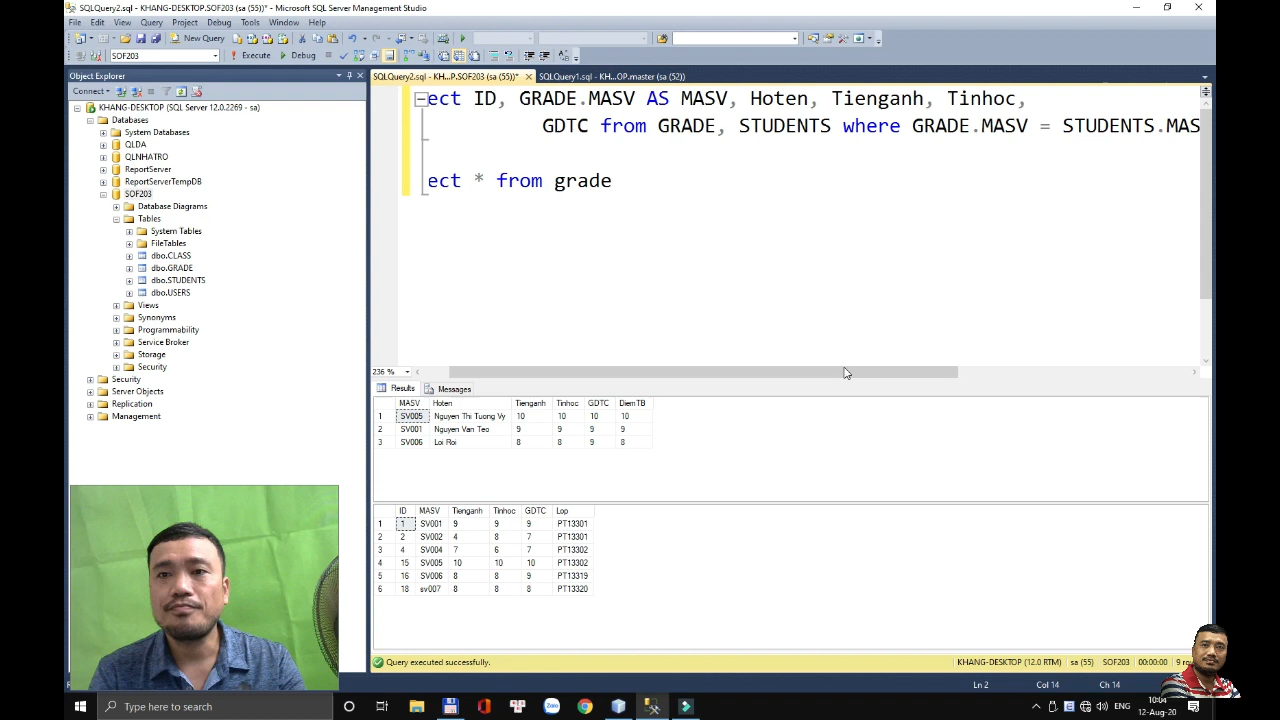 SQLQuery2.sql - KHANG-DESKTOP.SOF203 (sa (55))* - Microsoft SQL Server Management Studio
File Edit View Query Project Debug Tools Window Help
New Query
SOF203 Execute Debug
Object Explorer
Connect
KHANG-DESKTOP (SQL Server 12.0.2269 - sa)
Databases
System Databases
QLDA
QLNHATRO
ReportServer
ReportServerTempDB
SOF203
Database Diagrams
Tables
System Tables
FileTables
dbo.CLASS
dbo.GRADE
dbo.STUDENTS
dbo.USERS
Views
Synonyms
Programmability
Service Broker
Storage
Security
Security
Server Objects
Replication
Management
SQLQuery2.sql - KH...P.SOF203 (sa (55))* SQLQuery1.sql - KH...OP.master (sa (52))
ect ID, GRADE.MASV AS MASV, Hoten, Tienganh, Tinhoc,
GDTC from GRADE, STUDENTS where GRADE.MASV = STUDENTS.MAS
ect * from grade
236 %
Results Messages
MASV Hoten Tienganh Tinhoc GDTC DiemTB
1 SV005 Nguyen Thi Tuong Vy 10 10 10 10
2 SV001 Nguyen Van Teo 9 9 9 9
3 SV006 Loi Roi 8 8 9 8
ID MASV Tienganh Tinhoc GDTC Lop
1 1 SV001 9 9 9 PT13301
2 2 SV002 4 8 7 PT13301
3 4 SV004 7 6 7 PT13302
4 15 SV005 10 10 10 PT13302
5 16 SV006 8 8 9 PT13319
6 18 sv007 8 8 8 PT13320
Query executed successfully. KHANG-DESKTOP (12.0 RTM) sa (55) SOF203 00:00:00 9
Ln 2 Col 14 Ch 14
Type here to search
Zalo
ENG
10:04
12-Aug-20